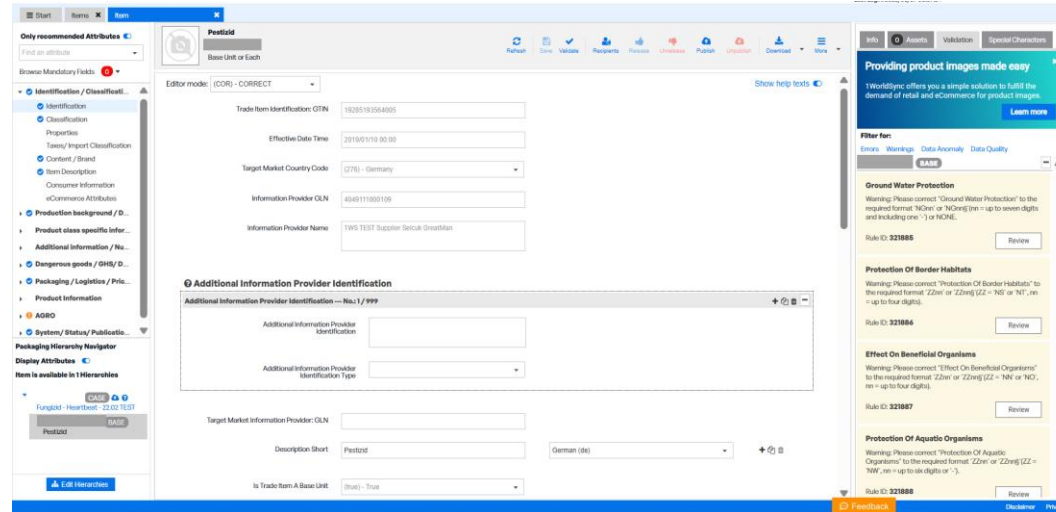 Start
Items
Item
Only recommended Attributes
Find an attribute
Browse Mandatory Fields 0
Identification / Classificati...
Identification
Classification
Properties
Taxes/ Import Classification
Content / Brand
Item Description
Consumer Information
eCommerce Attributes
Production background / D...
Product class specific infor...
Additional information / Nu...
Dangerous goods / GHS/ D...
Packaging / Logistics / Pric...
Product Information
AGRO
System/ Status/ Publicatio...
Packaging Hierarchy Navigator
Display Attributes
Item is available in 1 Hierarchies
CASE
Fungizid - Heartbeet - 22.02 TEST
BASE
Pestizid
Edit Hierarchies
Pestizid
Base Unit or Each
Refresh
Save
Validate
Recipients
Release
Unrelease
Publish
Unpublish
Download
More
Editor mode: (COR) - CORRECT
Show help texts
Trade Item Identification: GTIN 19285193564005
Effective Date Time 2019/01/10 00:00
Target Market Country Code (276) - Germany
Information Provider GLN 4049111000109
Information Provider Name 1WS TEST Supplier Selcuk GreatMan
Additional Information Provider Identification
Additional Information Provider Identification — No.: 1 / 999
Additional Information Provider
Identification
Additional Information Provider
Identification Type
Target Market Information Provider: GLN
Description Short Pestizid German (de)
Is Trade Item A Base Unit (true) - True
Info
0 Assets
Validation
Special Characters
Providing product images made easy
1WorldSync offers you a simple solution to fulfill the
demand of retail and eCommerce for product images.
Learn more
Filter for:
Errors Warnings Data Anomaly Data Quality
BASE
Ground Water Protection
Warning: Please correct "Ground Water Protection" to the
required format 'NGnn' or 'NGnn§'(nn = up to seven digits
and including one '-') or NONE.
Rule ID: 321885
Review
Protection Of Border Habitats
Warning: Please correct "Protection Of Border Habitats" to
the required format 'ZZnn' or 'ZZnn§'(ZZ = 'NS' or 'NT', nn
= up to four digits).
Rule ID: 321886
Review
Effect On Beneficial Organisms
Warning: Please correct "Effect On Beneficial Organisms"
to the required format 'ZZnn' or 'ZZnn§'(ZZ = 'NN' or 'NO',
nn = up to four digits).
Rule ID: 321887
Review
Protection Of Aquatic Organisms
Warning: Please correct "Protection Of Aquatic
Organisms" to the required format 'ZZnn' or 'ZZnn§'(ZZ =
'NW', nn = up to six digits or '-').
Rule ID: 321888
Review
Feedback
Disclaimer